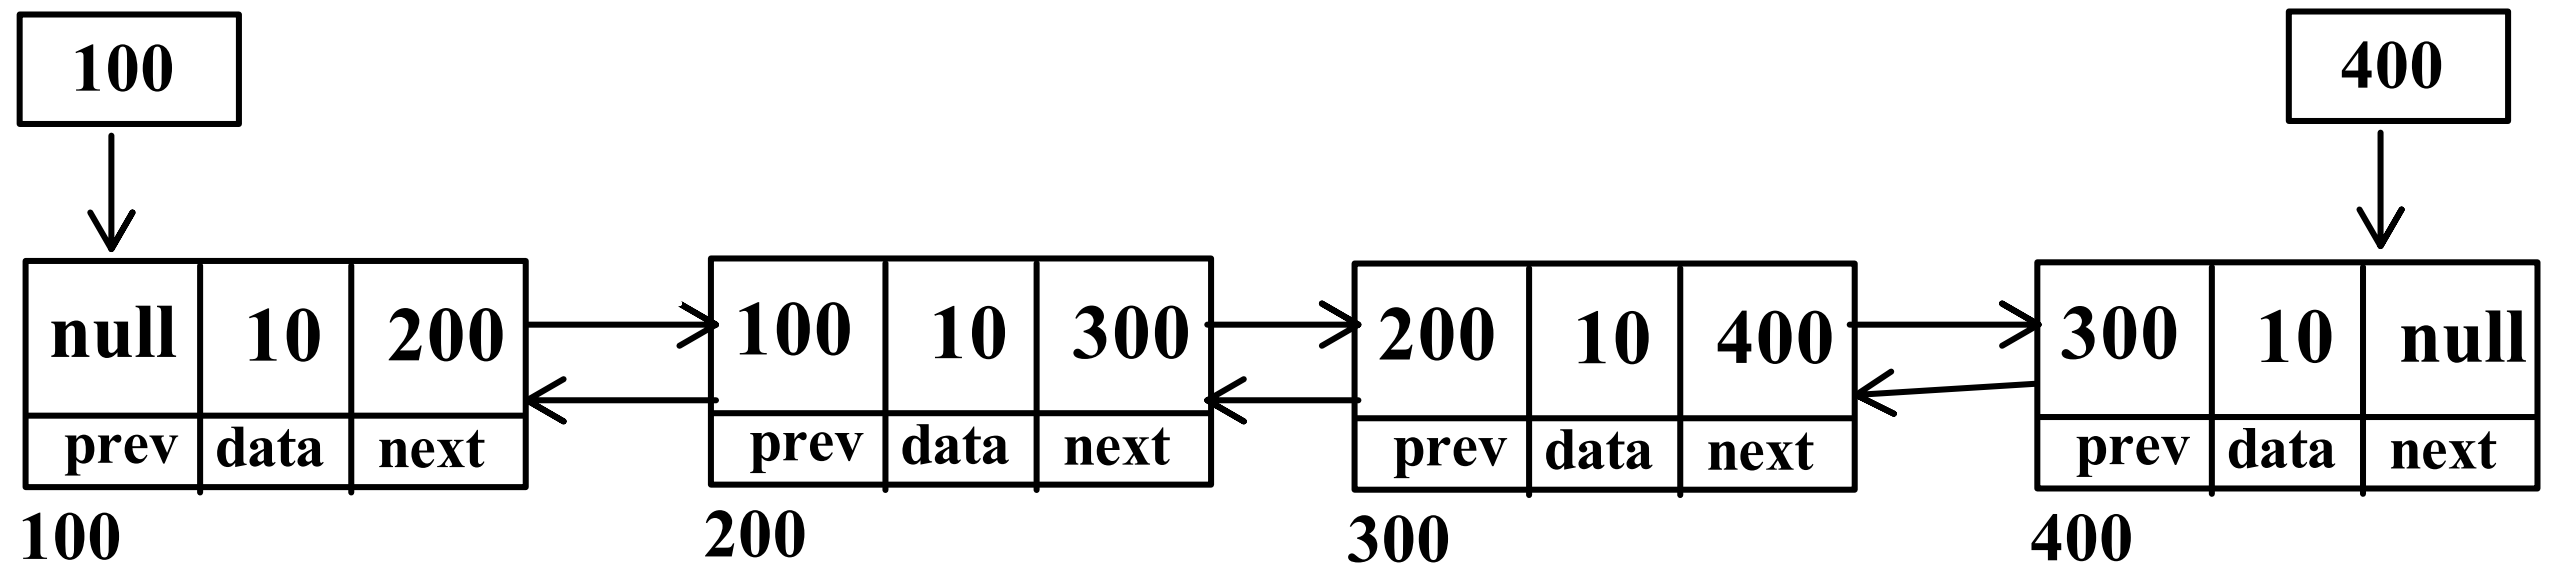 100 400
null 10 200 100 10 300 200 10 400 300 10 null
prev data next prev data next prev data next prev data next
100 200 300 400